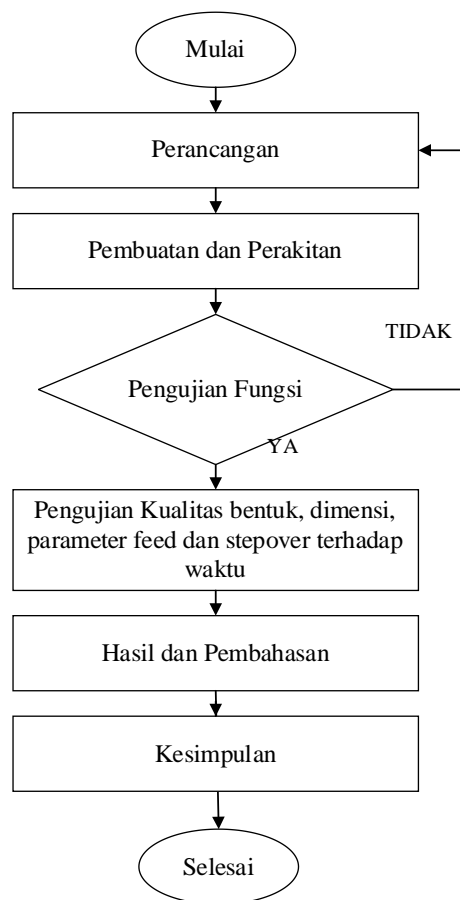 Mulai
Perancangan
Pembuatan dan Perakitan
TIDAK
Pengujian Fungsi
YA
Pengujian Kualitas bentuk, dimensi,
parameter feed dan stepover terhadap
waktu
Hasil dan Pembahasan
Kesimpulan
Selesai